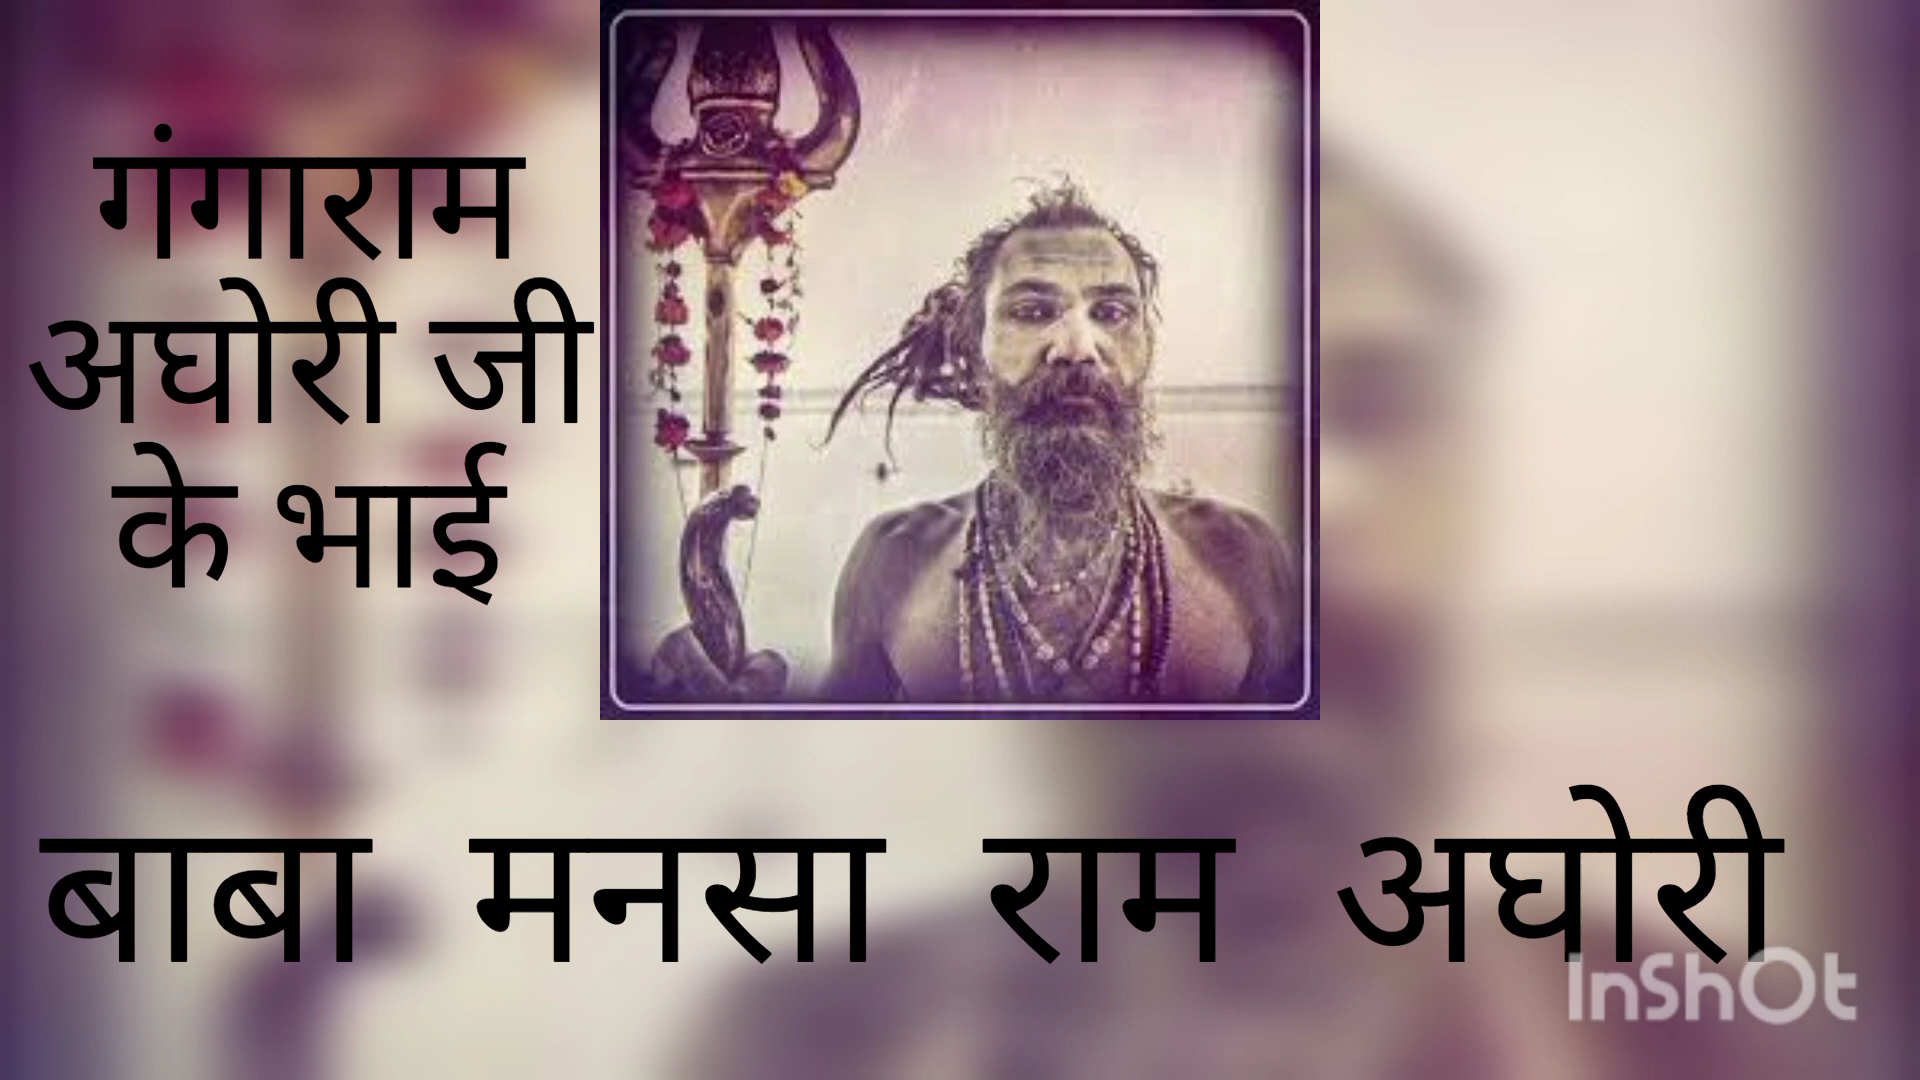 गंगाराम
अघोरी जी
के भाई
बाबा मनसा राम अघोरी
InShOt